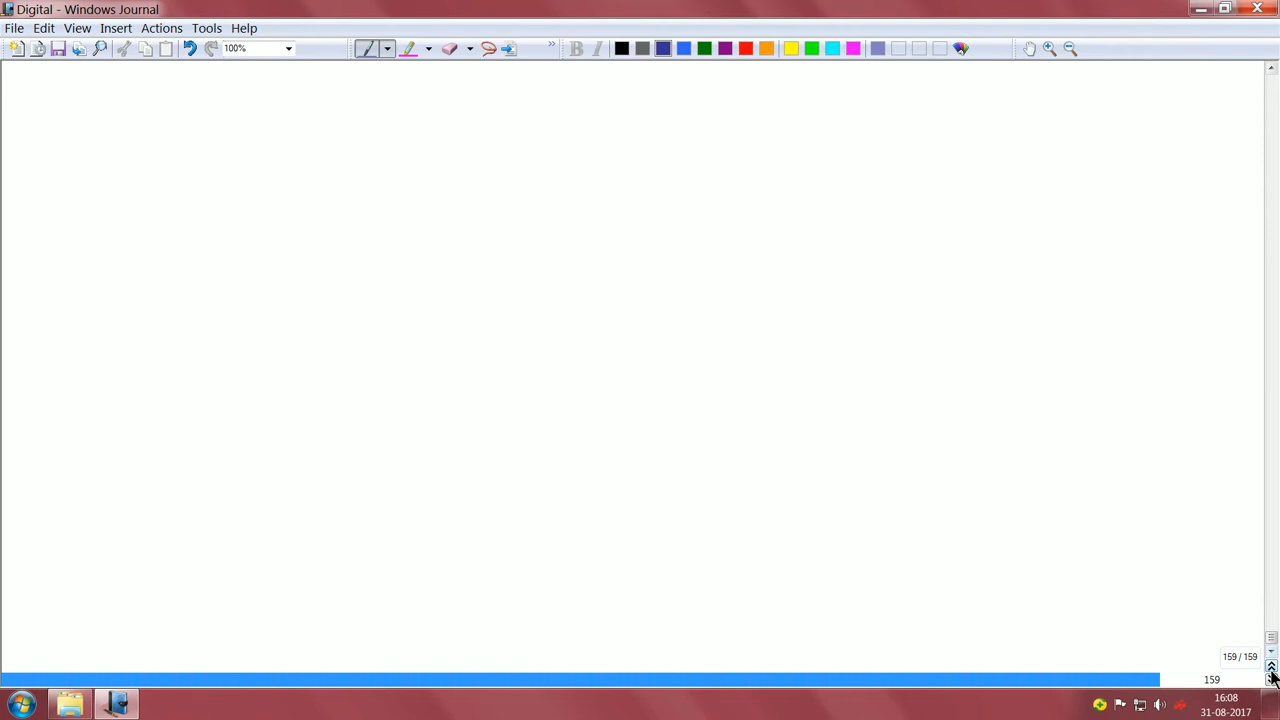 Digital - Windows Journal
File Edit View Insert Actions Tools Help
100%
159 / 159
159
16:08
31-08-2017